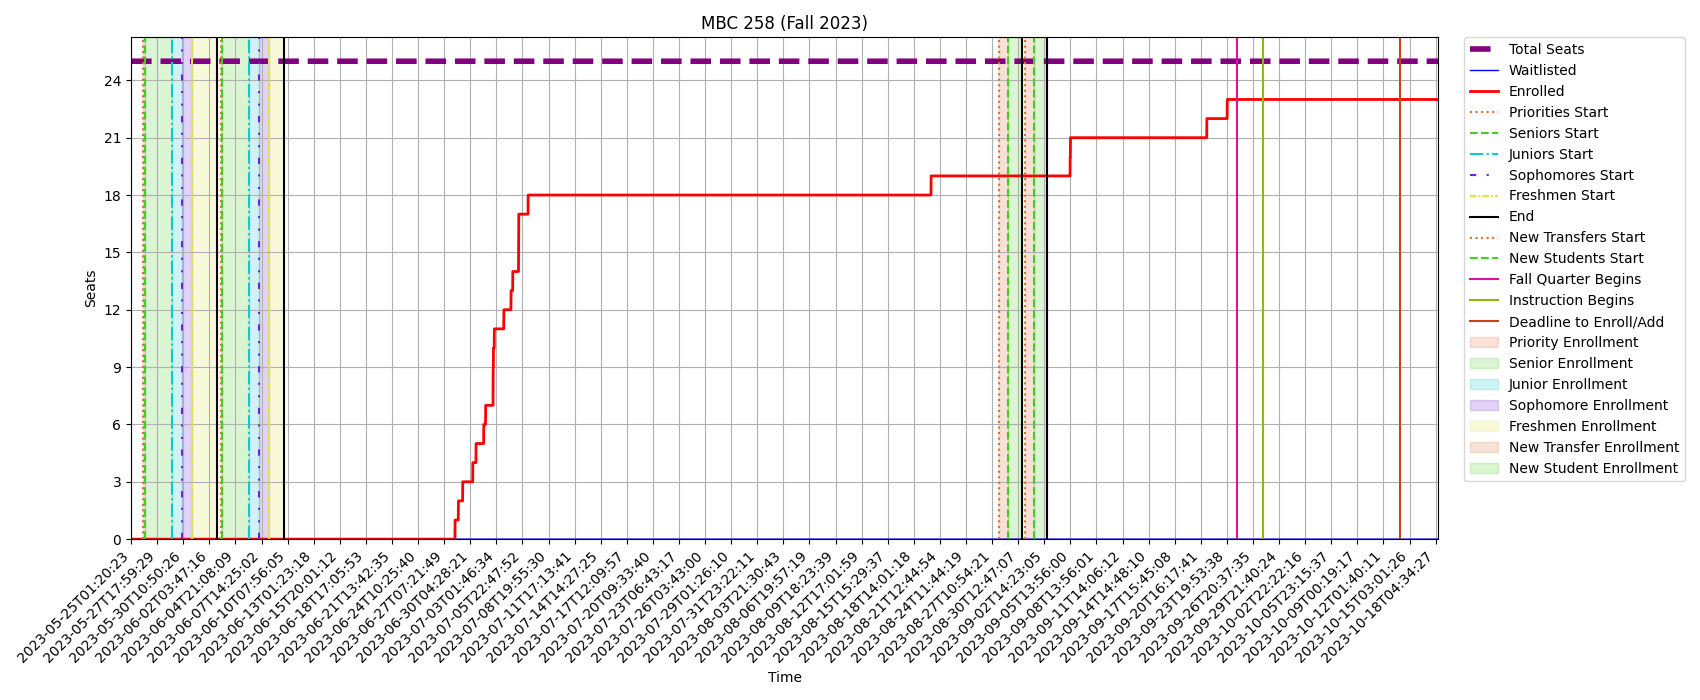 MBC 258 (Fall 2023)
Seats
24
21
18
15
12
9
6
3
0
2023-05-25T01:20:23
2023-05-27T17:59:29
2023-05-30T10:50:26
2023-06-02T03:47:16
2023-06-04T21:08:09
2023-06-07T14:25:02
2023-06-10T07:56:05
2023-06-13T01:23:18
2023-06-15T20:01:12
2023-06-18T17:05:53
2023-06-21T13:42:35
2023-06-24T10:25:40
2023-06-27T07:21:49
2023-06-30T04:28:21
2023-07-03T01:46:34
2023-07-05T22:47:52
2023-07-08T19:55:30
2023-07-11T17:13:41
2023-07-14T14:27:25
2023-07-17T12:09:57
2023-07-20T09:33:40
2023-07-23T06:43:17
2023-07-26T03:43:00
2023-07-29T01:26:10
2023-07-31T23:22:11
2023-08-03T21:30:43
2023-08-06T19:57:19
2023-08-09T18:23:39
2023-08-12T17:01:59
2023-08-15T15:29:37
2023-08-18T14:01:18
2023-08-21T12:44:54
2023-08-24T11:44:19
2023-08-27T10:54:21
2023-08-30T12:47:07
2023-09-02T14:23:05
2023-09-05T13:56:00
2023-09-08T13:56:01
2023-09-11T14:06:12
2023-09-14T14:48:10
2023-09-17T15:45:08
2023-09-20T16:17:41
2023-09-23T19:53:38
2023-09-26T20:37:35
2023-09-29T21:40:24
2023-10-02T22:22:16
2023-10-05T23:15:37
2023-10-09T00:19:17
2023-10-12T01:40:11
2023-10-15T03:01:26
2023-10-18T04:34:27
Time
Total Seats
Waitlisted
Enrolled
Priorities Start
Seniors Start
Juniors Start
Sophomores Start
Freshmen Start
End
New Transfers Start
New Students Start
Fall Quarter Begins
Instruction Begins
Deadline to Enroll/Add
Priority Enrollment
Senior Enrollment
Junior Enrollment
Sophomore Enrollment
Freshmen Enrollment
New Transfer Enrollment
New Student Enrollment